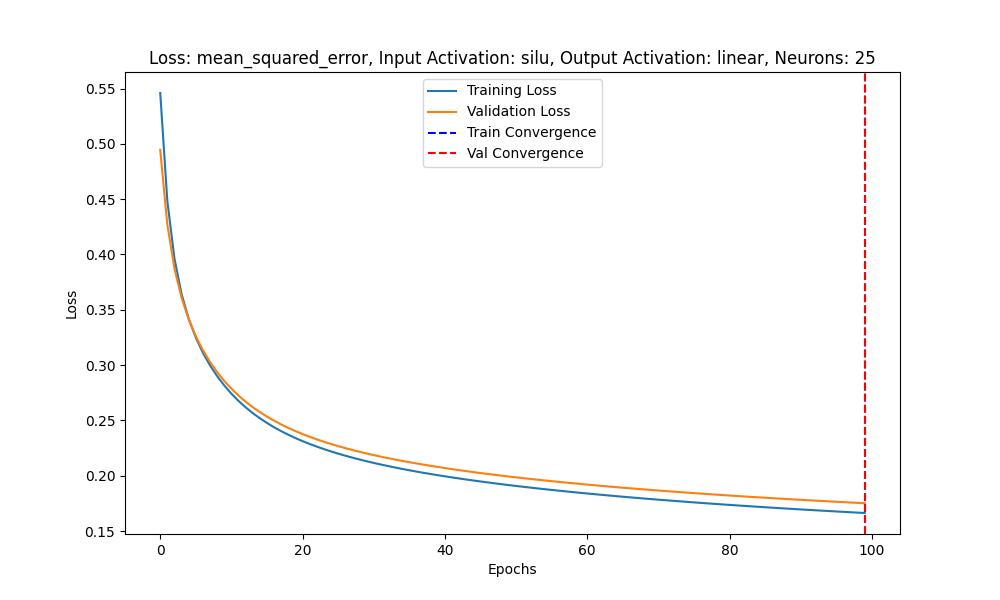 Loss: mean_squared_error, Input Activation: silu, Output Activation: linear, Neurons: 25
Training Loss
Validation Loss
Train Convergence
Val Convergence
Loss
0.55
0.50
0.45
0.40
0.35
0.30
0.25
0.20
0.15
0 20 40 60 80 100
Epochs